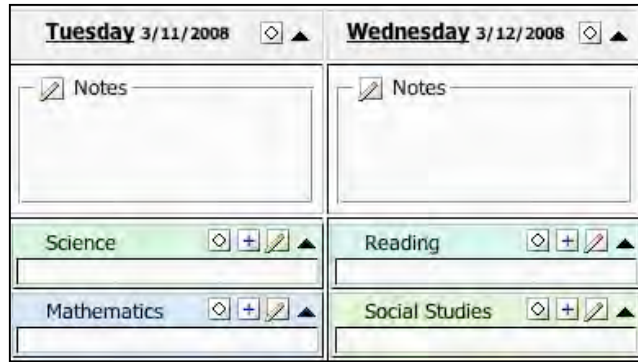 Tuesday 3/11/2008
Wednesday 3/12/2008
Notes
Notes
Science
Reading
Mathematics
Social Studies